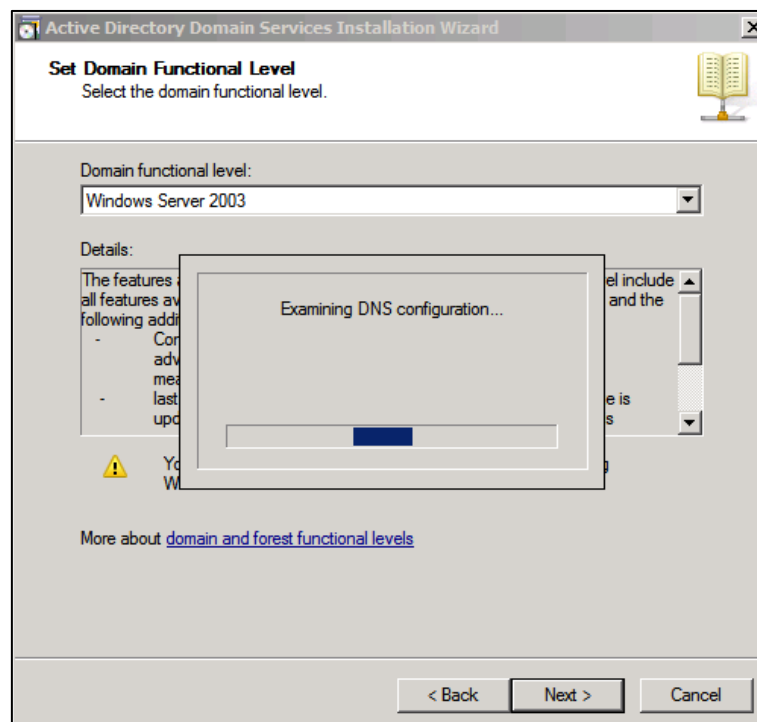 Active Directory Domain Services Installation Wizard
Set Domain Functional Level
Select the domain functional level.
Domain functional level:
Windows Server 2003
Details:
The features
el include
all features av
and the
following addi
- Con
adv
mea
- last
e is
upd
s
Examining DNS configuration...
Yo
W
More about domain and forest functional levels
< Back
Next >
Cancel